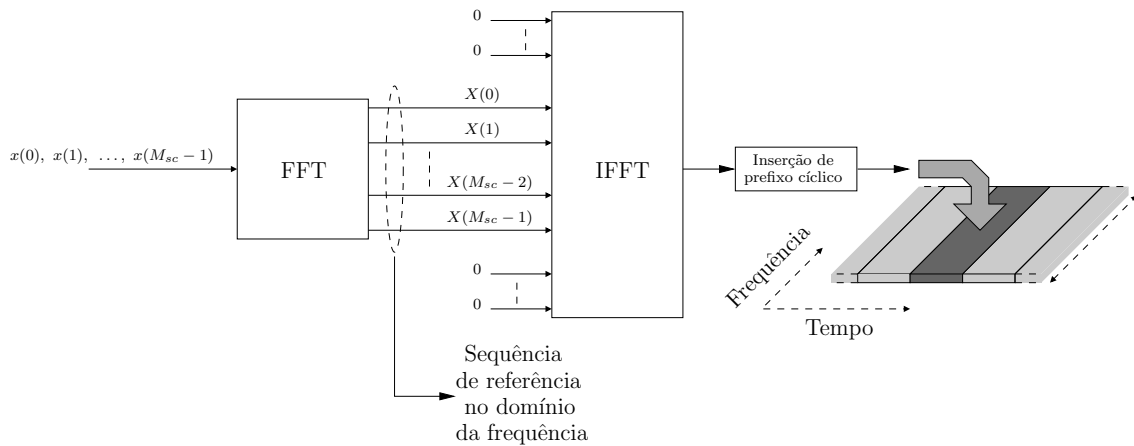 0
0
X(0)
X(1)
x(0), x(1), …, x(M_{sc} − 1)
FFT
IFFT
Inserção de
prefixo cíclico
X(M_{sc} − 2)
X(M_{sc} − 1)
0
0
Frequência
Tempo
Sequência
de referência
no domínio
da frequência